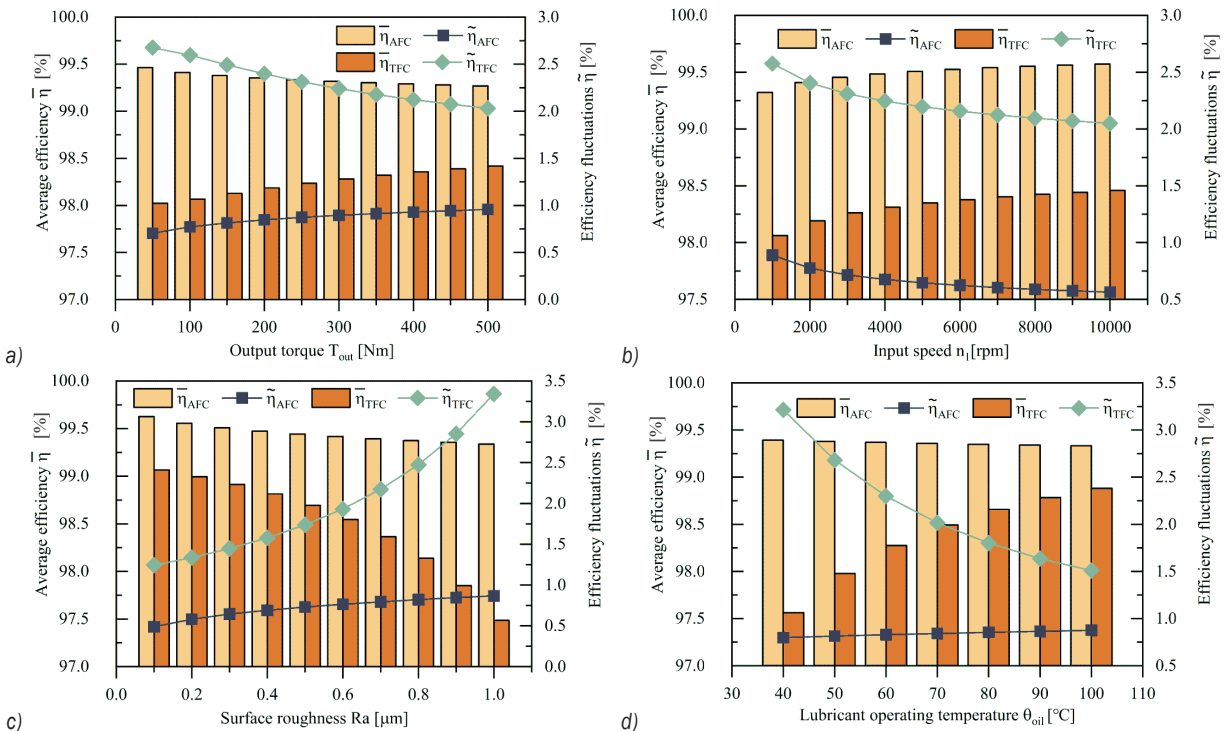 100.0
99.5
99.0
98.5
98.0
97.5
97.0
Average efficiency η̅ [%]
η̅AFC η̃AFC
η̅TFC η̃TFC
3.0
2.5
2.0
1.5
1.0
0.5
0.0
Efficiency fluctuations η̃ [%]
0 100 200 300 400 500
Output torque Tout [Nm]
a)
100.0
99.5
99.0
98.5
98.0
97.5
Average efficiency η̅ [%]
η̅AFC η̃AFC η̅TFC η̃TFC
3.0
2.5
2.0
1.5
1.0
0.5
Efficiency fluctuations η̃ [%]
0 2000 4000 6000 8000 10000
Input speed n1[rpm]
b)
100.0
99.5
99.0
98.5
98.0
97.5
97.0
Average efficiency η̅ [%]
η̅AFC η̃AFC η̅TFC η̃TFC
3.5
3.0
2.5
2.0
1.5
1.0
0.5
0.0
Efficiency fluctuations η̃ [%]
0.0 0.2 0.4 0.6 0.8 1.0
Surface roughness Ra [μm]
c)
100.0
99.5
99.0
98.5
98.0
97.5
97.0
Average efficiency η̅ [%]
η̅AFC η̃AFC η̅TFC η̃TFC
3.5
3.0
2.5
2.0
1.5
1.0
0.5
Efficiency fluctuations η̃ [%]
30 40 50 60 70 80 90 100 110
Lubricant operating temperature θoil [°C]
d)